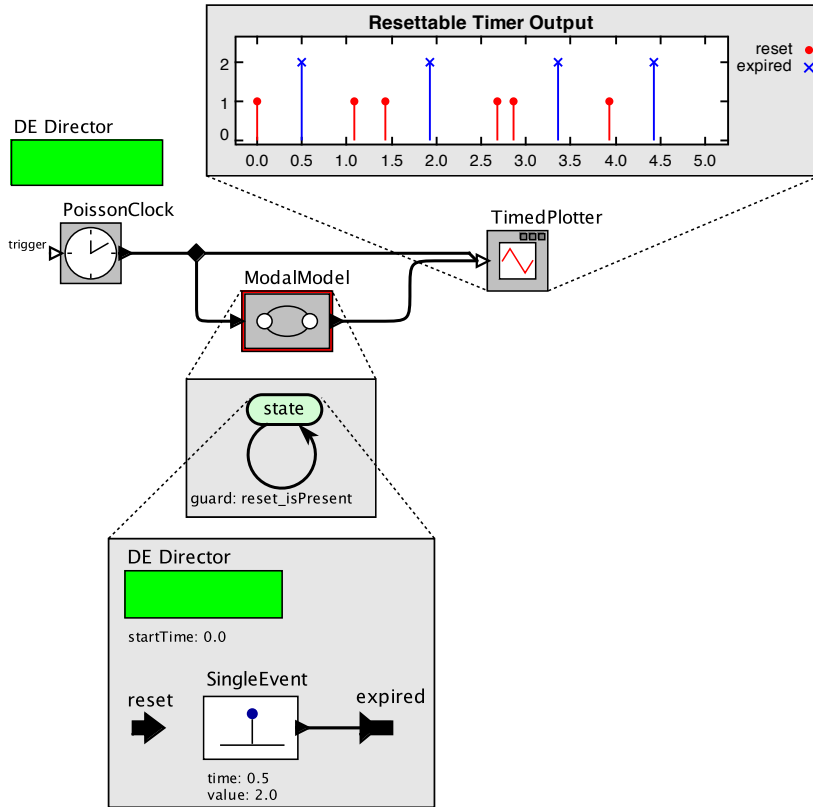 Resettable Timer Output
reset
expired
2
1
0
0.0 0.5 1.0 1.5 2.0 2.5 3.0 3.5 4.0 4.5 5.0
DE Director
PoissonClock
trigger
TimedPlotter
ModalModel
state
guard: reset_isPresent
DE Director
startTime: 0.0
SingleEvent
reset
expired
time: 0.5
value: 2.0